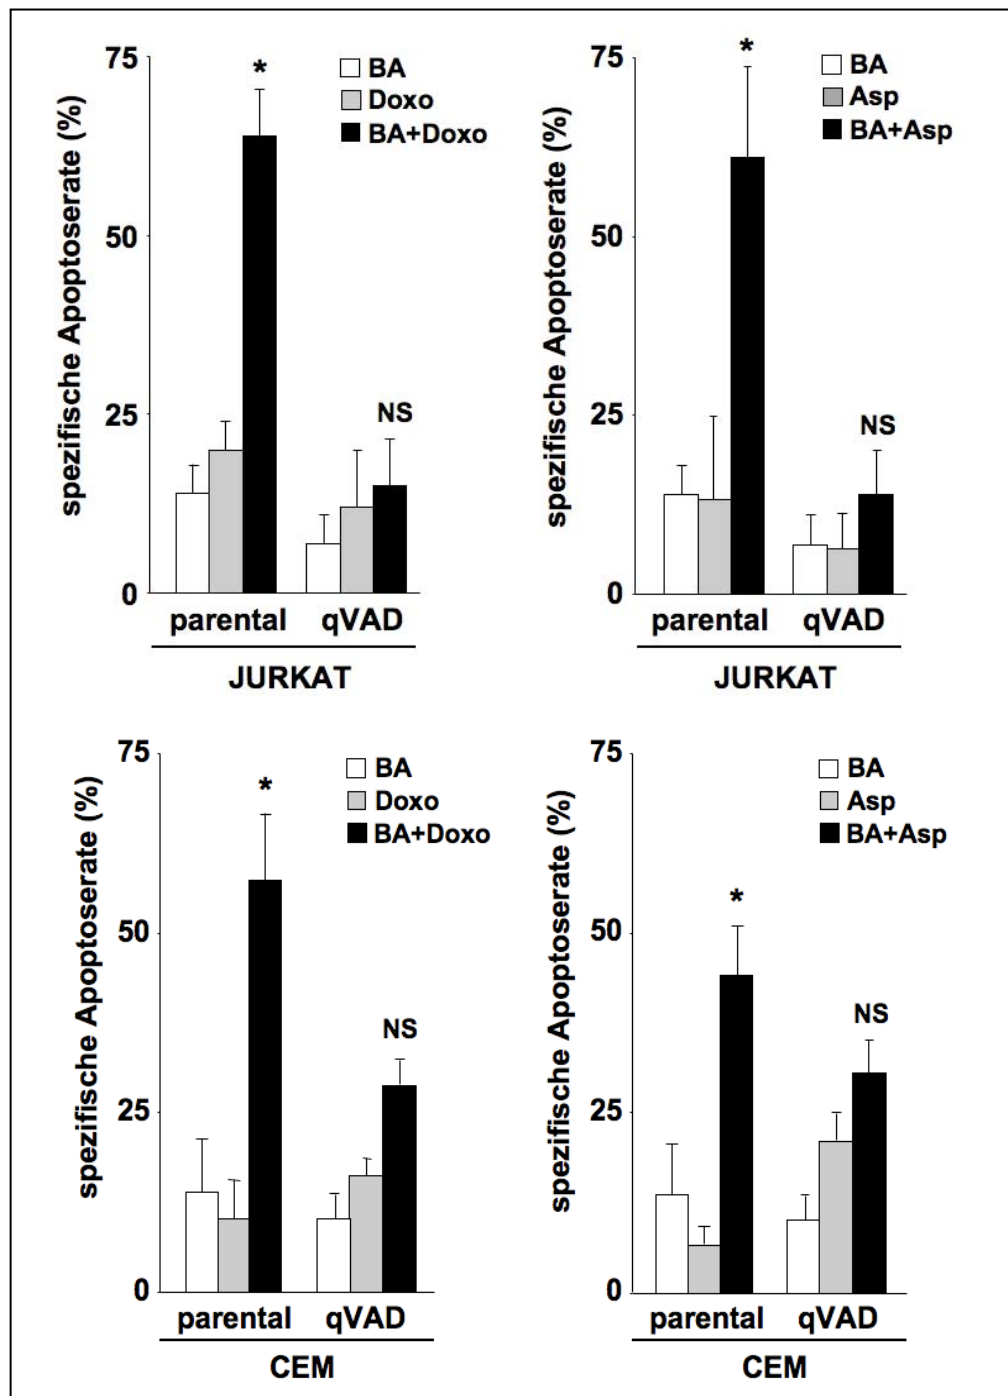 spezifische Apoptoserate (%)
75
50
25
0
BA
Doxo
BA+Doxo
*
NS
parental qVAD
JURKAT
spezifische Apoptoserate (%)
75
50
25
0
BA
Asp
BA+Asp
*
NS
parental qVAD
JURKAT
spezifische Apoptoserate (%)
75
50
25
0
BA
Doxo
BA+Doxo
*
NS
parental qVAD
CEM
spezifische Apoptoserate (%)
75
50
25
0
BA
Asp
BA+Asp
*
NS
parental qVAD
CEM